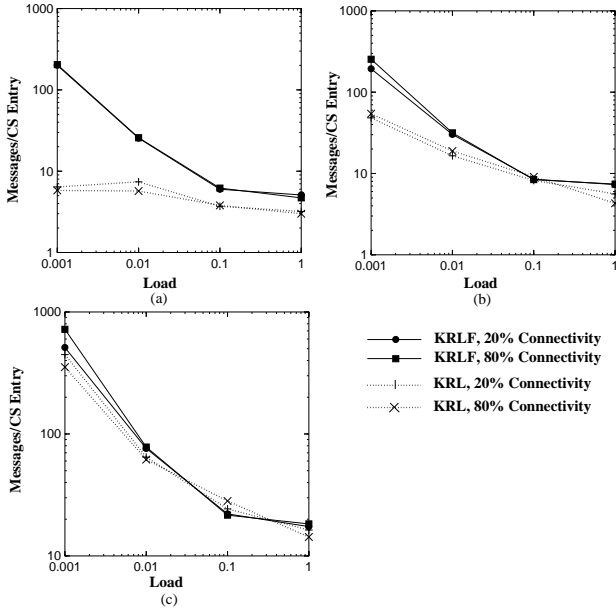 1000
100
10
1
Messages/CS Entry
0.001 0.01 0.1 1
Load
(a)
1000
100
10
1
Messages/CS Entry
0.001 0.01 0.1 1
Load
(b)
1000
100
10
Messages/CS Entry
0.001 0.01 0.1 1
Load
(c)
KRLF, 20% Connectivity
KRLF, 80% Connectivity
KRL, 20% Connectivity
KRL, 80% Connectivity